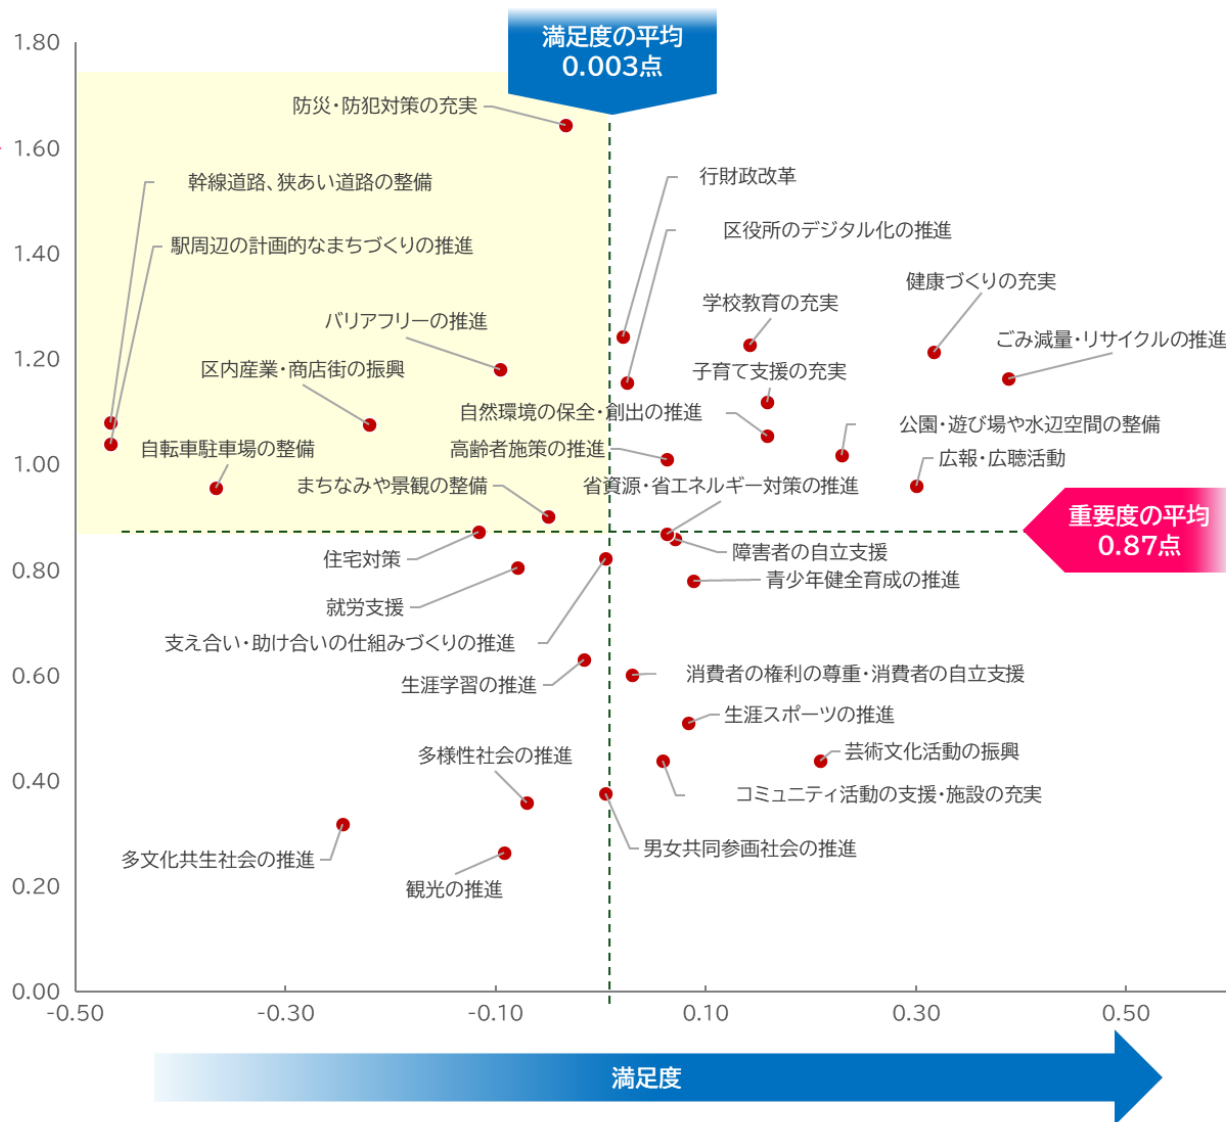 満足度の平均
0.003点
1.80
防災・防犯対策の充実
1.60
行財政改革
幹線道路、狭あい道路の整備
区役所のデジタル化の推進
駅周辺の計画的なまちづくりの推進
1.40
健康づくりの充実
学校教育の充実
バリアフリーの推進
ごみ減量・リサイクルの推進
1.20
区内産業・商店街の振興
子育て支援の充実
自然環境の保全・創出の推進
公園・遊び場や水辺空間の整備
自転車駐車場の整備
高齢者施策の推進
広報・広聴活動
1.00
まちなみや景観の整備
省資源・省エネルギー対策の推進
重要度の平均
0.87点
住宅対策
障害者の自立支援
0.80
青少年健全育成の推進
就労支援
支え合い・助け合いの仕組みづくりの推進
消費者の権利の尊重・消費者の自立支援
0.60
生涯学習の推進
生涯スポーツの推進
多様性社会の推進
芸術文化活動の振興
0.40
コミュニティ活動の支援・施設の充実
男女共同参画社会の推進
多文化共生社会の推進
0.20
観光の推進
0.00
-0.50
-0.30
-0.10
0.10
0.30
0.50
満足度